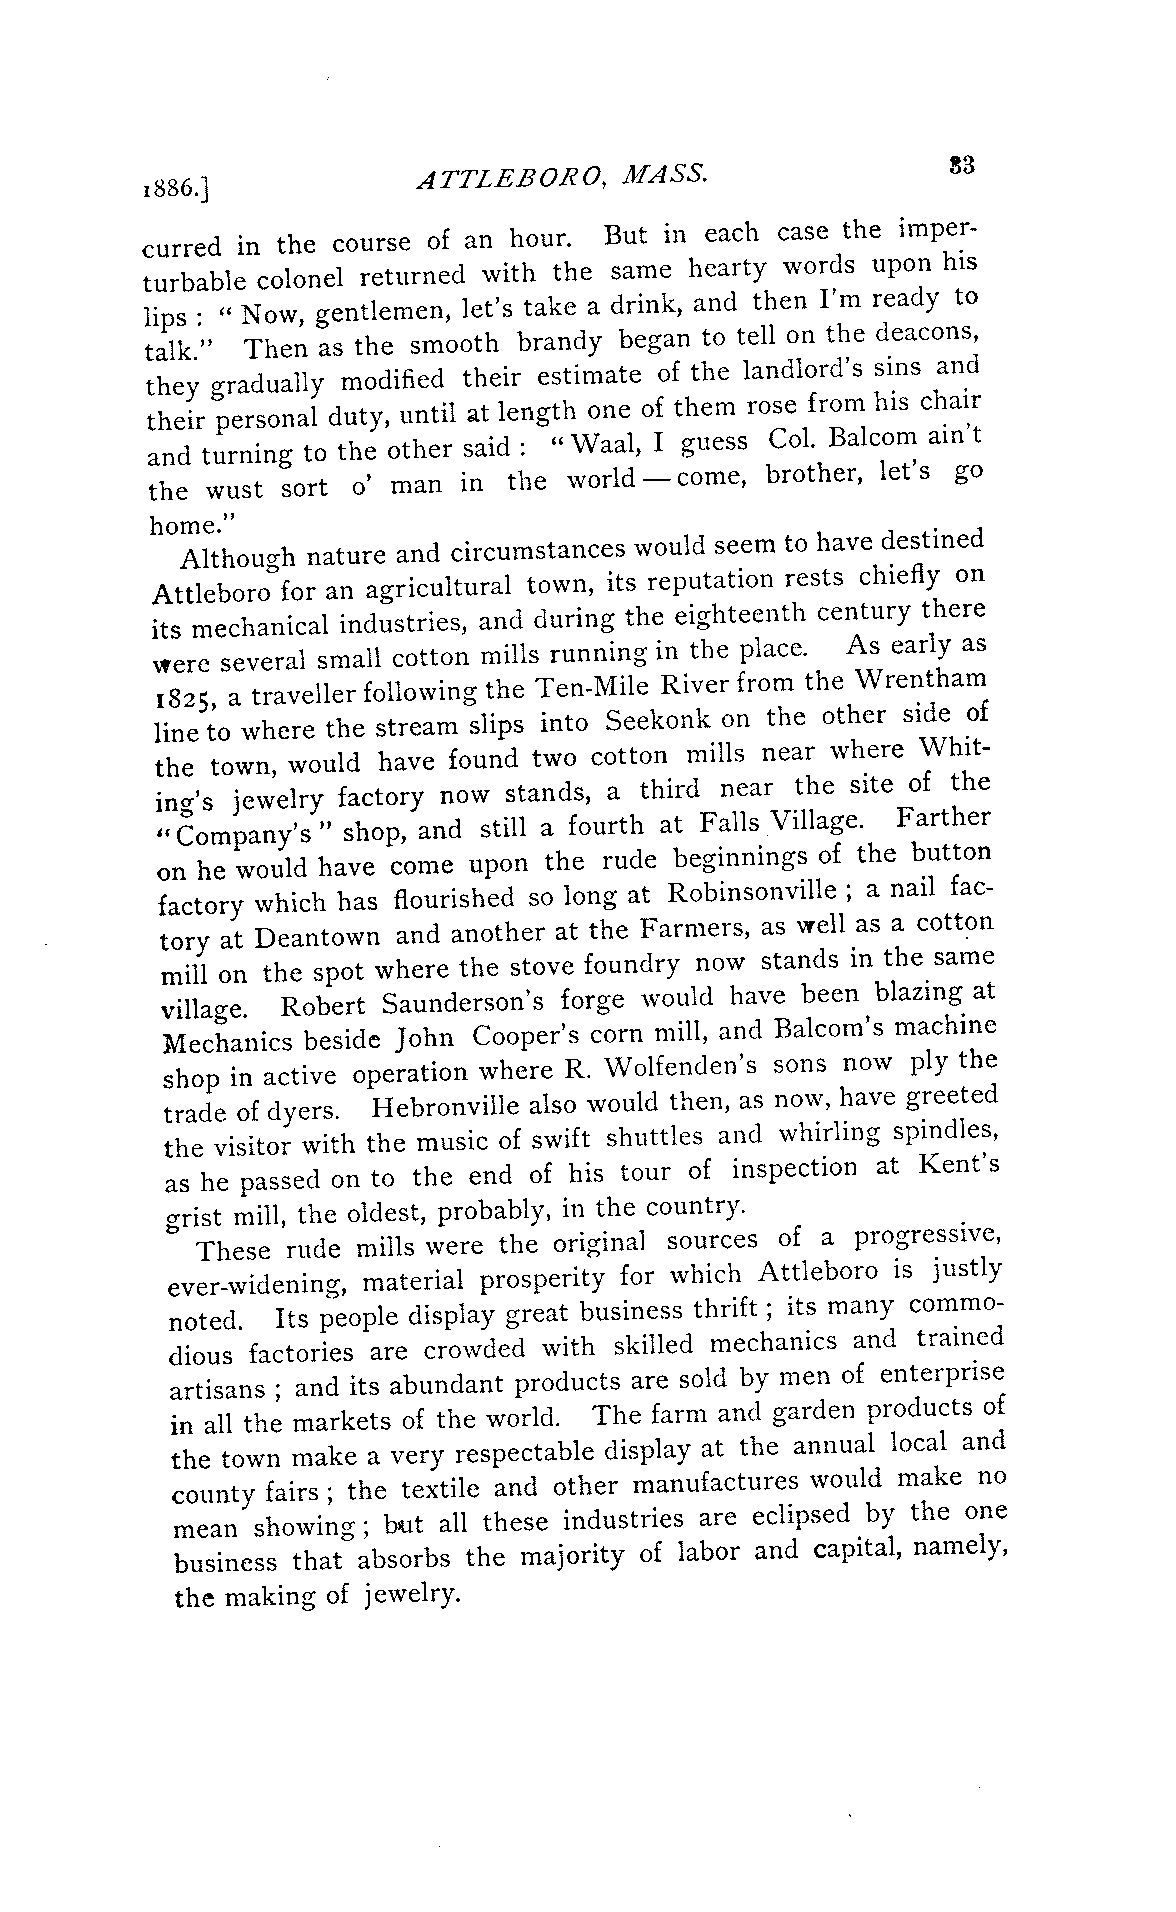 1886.] ATTLEBORO, MASS. 33
curred in the course of an hour. But in each case the imper-
turbable colonel returned with the same hearty words upon his
lips : " Now, gentlemen, let's take a drink, and then I'm ready to
talk." Then as the smooth brandy began to tell on the deacons,
they gradually modified their estimate of the landlord's sins and
their personal duty, until at length one of them rose from his chair
and turning to the other said : " Waal, I guess Col. Balcom ain't
the wust sort o' man in the world — come, brother, let's go
home."
Although nature and circumstances would seem to have destined
Attleboro for an agricultural town, its reputation rests chiefly on
its mechanical industries, and during the eighteenth century there
were several small cotton mills running in the place. As early as
1825, a traveller following the Ten-Mile River from the Wrentham
line to where the stream slips into Seekonk on the other side of
the town, would have found two cotton mills near where Whit-
ing's jewelry factory now stands, a third near the site of the
" Company's " shop, and still a fourth at Falls Village. Farther
on he would have come upon the rude beginnings of the button
factory which has flourished so long at Robinsonville ; a nail fac-
tory at Deantown and another at the Farmers, as well as a cotton
mill on the spot where the stove foundry now stands in the same
village. Robert Saunderson's forge would have been blazing at
Mechanics beside John Cooper's corn mill, and Balcom's machine
shop in active operation where R. Wolfenden's sons now ply the
trade of dyers. Hebronville also would then, as now, have greeted
the visitor with the music of swift shuttles and whirling spindles,
as he passed on to the end of his tour of inspection at Kent's
grist mill, the oldest, probably, in the country.
These rude mills were the original sources of a progressive,
ever-widening, material prosperity for which Attleboro is justly
noted. Its people display great business thrift ; its many commo-
dious factories are crowded with skilled mechanics and trained
artisans ; and its abundant products are sold by men of enterprise
in all the markets of the world. The farm and garden products of
the town make a very respectable display at the annual local and
county fairs ; the textile and other manufactures would make no
mean showing ; but all these industries are eclipsed by the one
business that absorbs the majority of labor and capital, namely,
the making of jewelry.